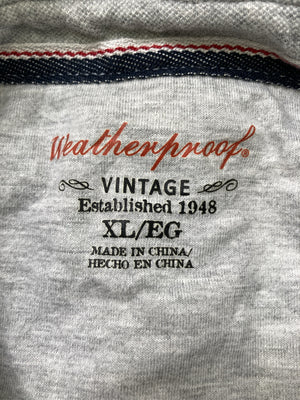 Weatherproof®
VINTAGE
Established 1948
XL/EG
MADE IN CHINA/
HECHO EN CHINA